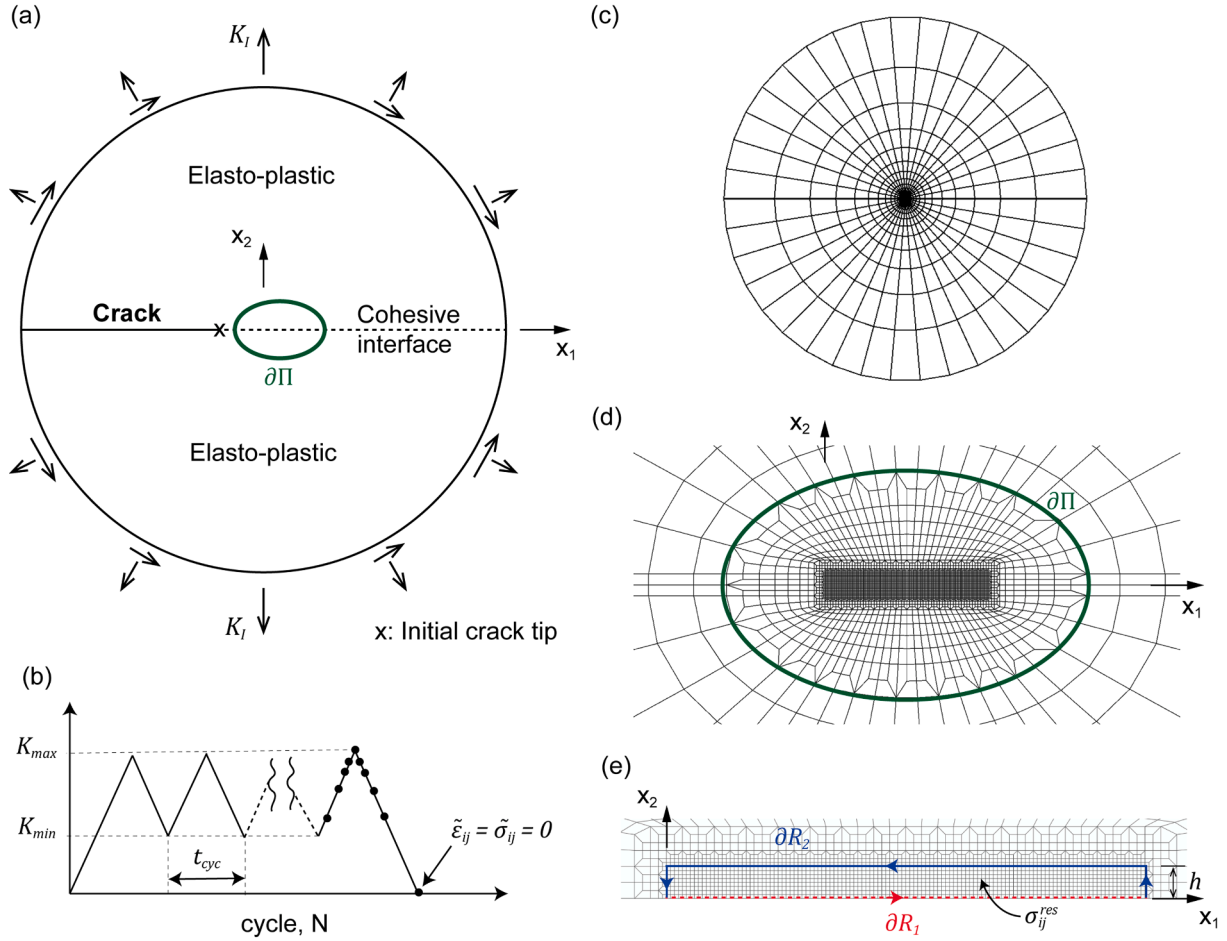 (a)
K_I
Elasto-plastic
x₂
Crack
x
Cohesive
interface
x₁
∂Π
Elasto-plastic
K_I
x: Initial crack tip
(b)
K_max
K_min
t_cyc
ε̃_ij = σ̃_ij = 0
cycle, N
(c)
(d)
x₂
∂Π
x₁
(e)
x₂
∂R₂
h
σ_ij^res
∂R₁
x₁